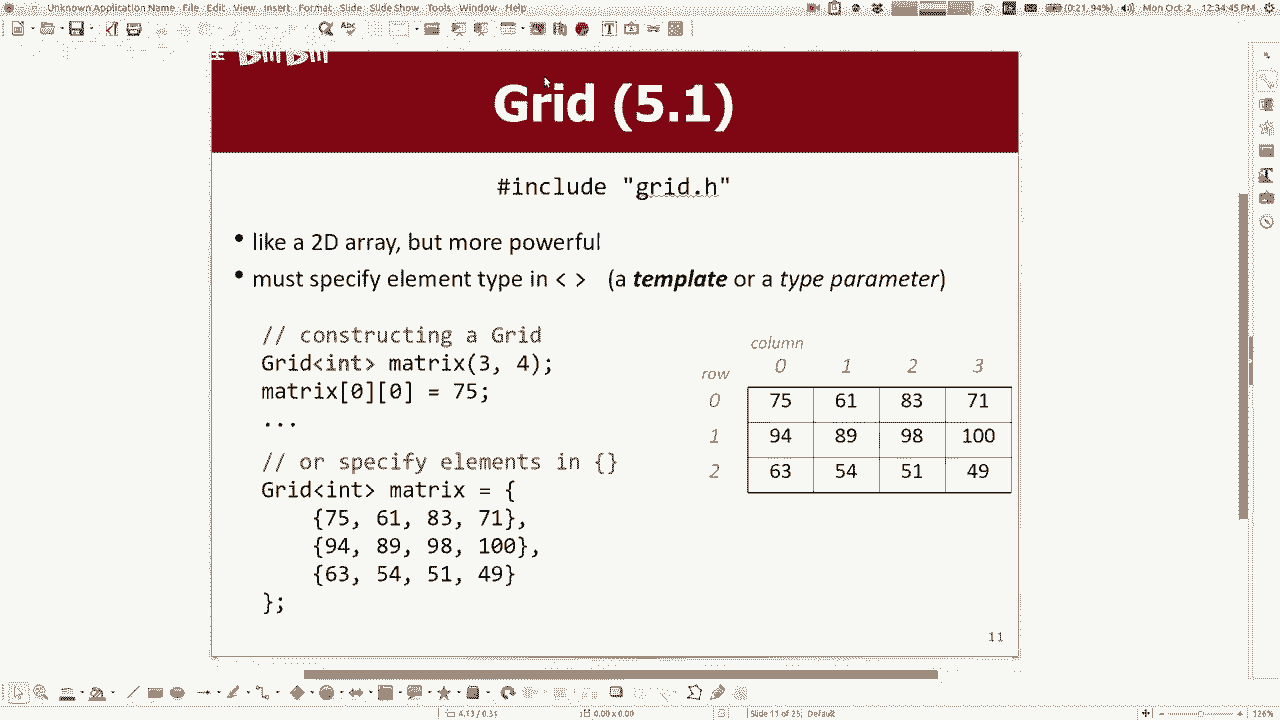 Unknown Application Name File Edit View Insert Format Slide Slide Show Tools Window Help
(0:21, 94%) Mon Oct 2 12:34:45 PM
Grid (5.1)
#include "grid.h"
• like a 2D array, but more powerful
• must specify element type in < > (a template or a type parameter)
// constructing a Grid
Grid<int> matrix(3, 4);
matrix[0][0] = 75;
...
// or specify elements in {}
Grid<int> matrix = {
{75, 61, 83, 71},
{94, 89, 98, 100},
{63, 54, 51, 49}
};
column
row 0 1 2 3
0 75 61 83 71
1 94 89 98 100
2 63 54 51 49
11
0.00 x 0.00 Slide 11 of 25 Default 126%